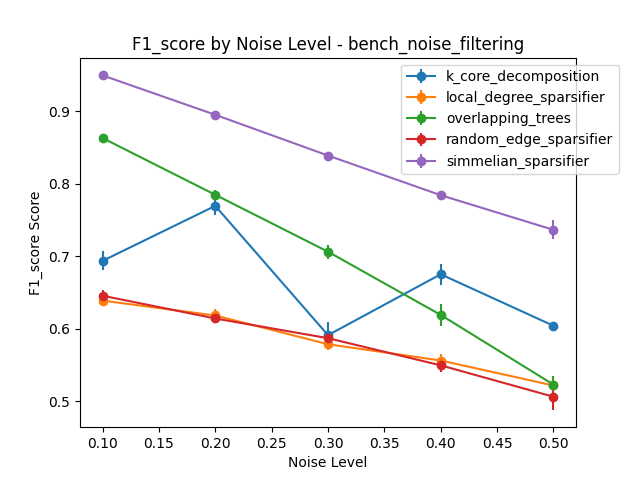 F1_score by Noise Level - bench_noise_filtering
k_core_decomposition
local_degree_sparsifier
overlapping_trees
random_edge_sparsifier
simmelian_sparsifier
F1_score Score
0.9
0.8
0.7
0.6
0.5
0.10 0.15 0.20 0.25 0.30 0.35 0.40 0.45 0.50
Noise Level